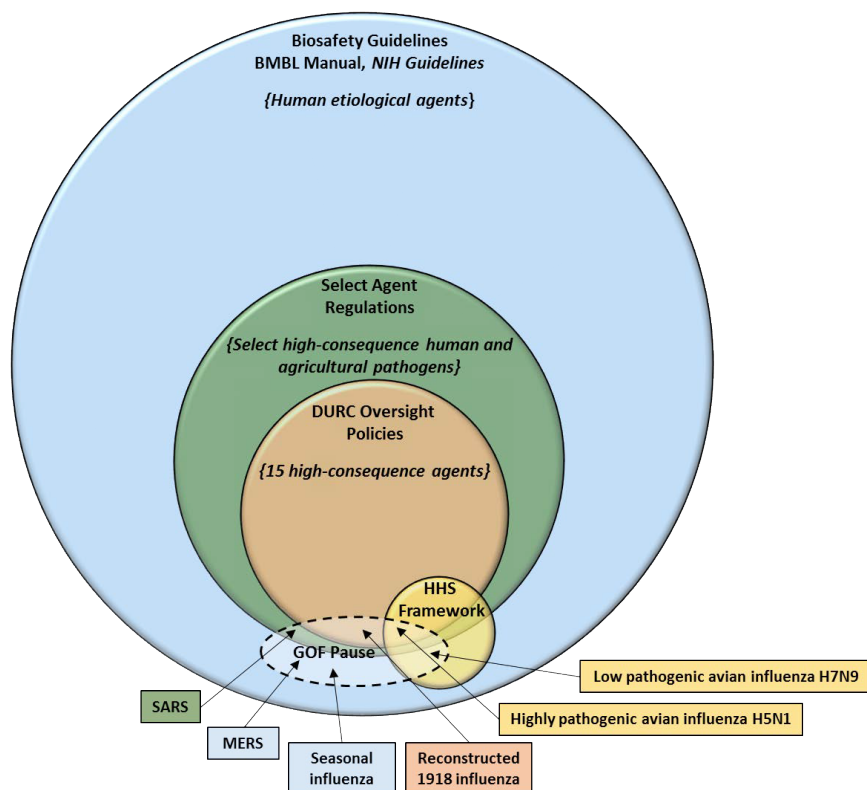 Biosafety Guidelines
BMBL Manual, NIH Guidelines
{Human etiological agents}
Select Agent
Regulations
{Select high-consequence human and
agricultural pathogens}
DURC Oversight
Policies
{15 high-consequence agents}
HHS
Framework
GOF Pause
Low pathogenic avian influenza H7N9
SARS
Highly pathogenic avian influenza H5N1
MERS
Seasonal
influenza
Reconstructed
1918 influenza